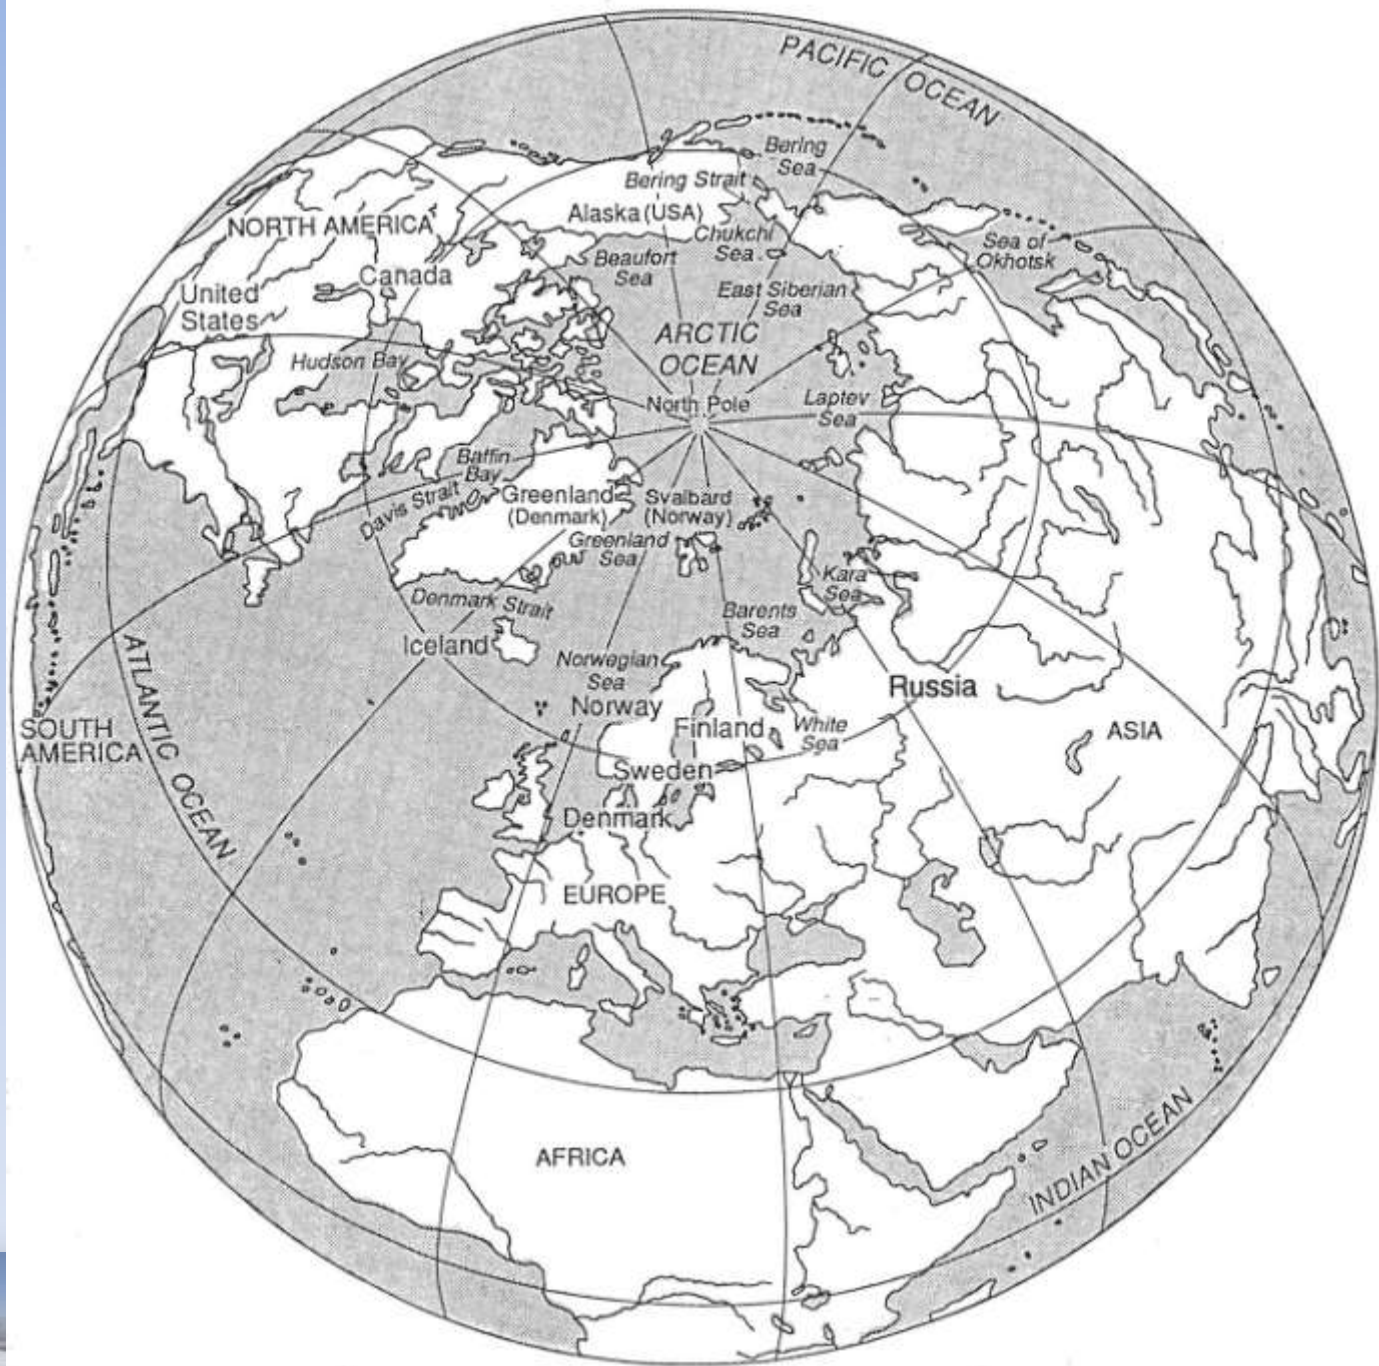 PACIFIC OCEAN
Bering
Sea
Bering Strait
Alaska (USA)
NORTH AMERICA
Chukchi
Sea
Sea of
Okhotsk
Beaufort
Sea
Canada
East Siberian
Sea
United
States
ARCTIC
OCEAN
Hudson Bay
North Pole
Laptev
Sea
Baffin
Bay
Davis Strait
Greenland
(Denmark)
Svalbard
(Norway)
Greenland
Sea
Kara
Sea
Denmark Strait
Barents
Sea
Iceland
Norwegian
Sea
Russia
Norway
ATLANTIC OCEAN
SOUTH
AMERICA
Finland
White
Sea
ASIA
Sweden
Denmark
EUROPE
AFRICA
INDIAN OCEAN